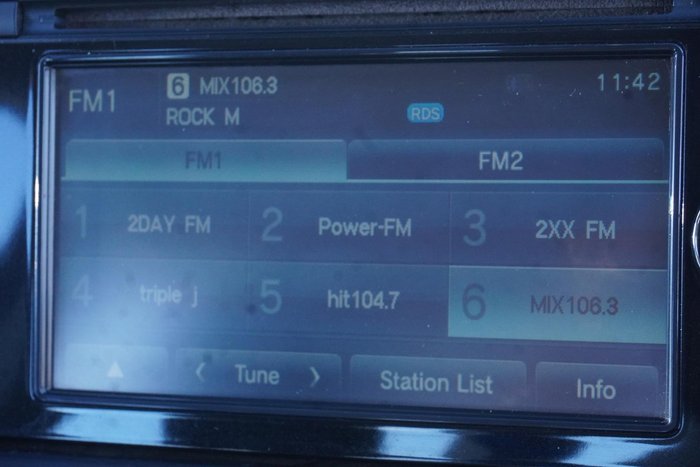 FM1 6 MIX106.3 11:42
ROCK M RDS
FM1 FM2
1 2DAY FM 2 Power-FM 3 2XX FM
4 triple j 5 hit104.7 6 MIX106.3
Tune Station List Info